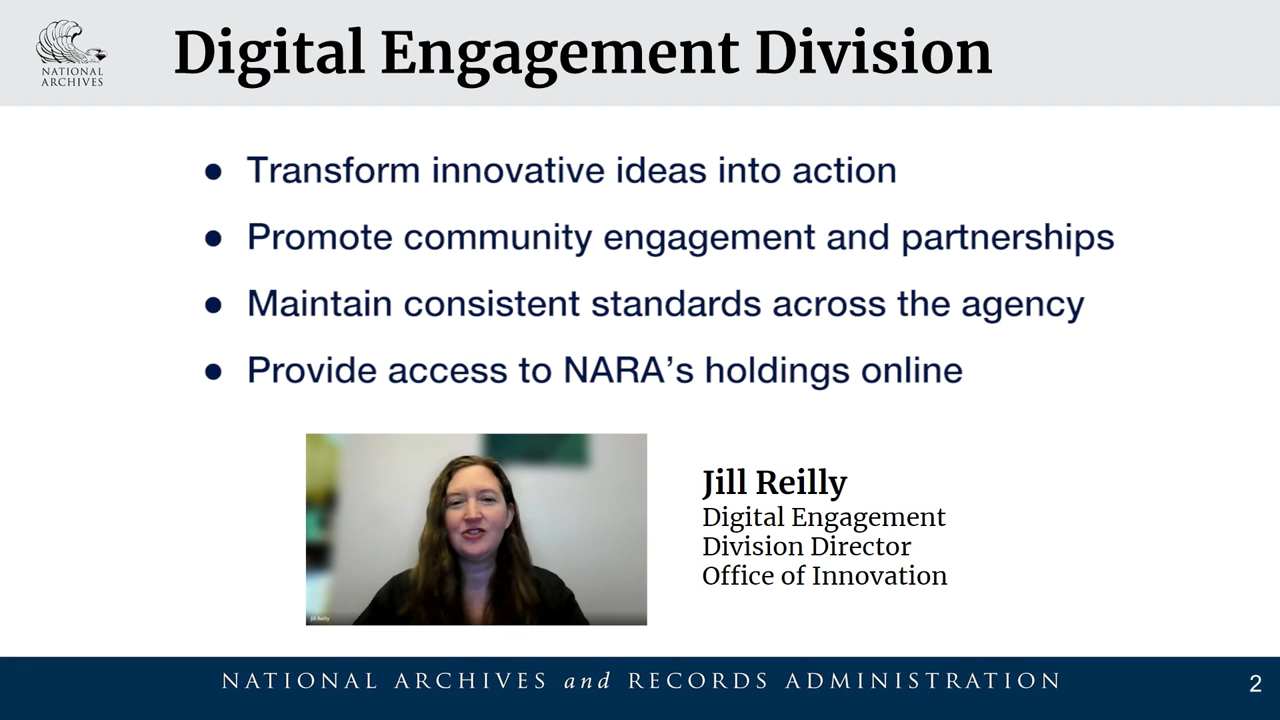 NATIONAL
ARCHIVES
Digital Engagement Division
● Transform innovative ideas into action
● Promote community engagement and partnerships
● Maintain consistent standards across the agency
● Provide access to NARA’s holdings online
Jill Reilly
Jill Reilly
Digital Engagement
Division Director
Office of Innovation
NATIONAL ARCHIVES and RECORDS ADMINISTRATION
2